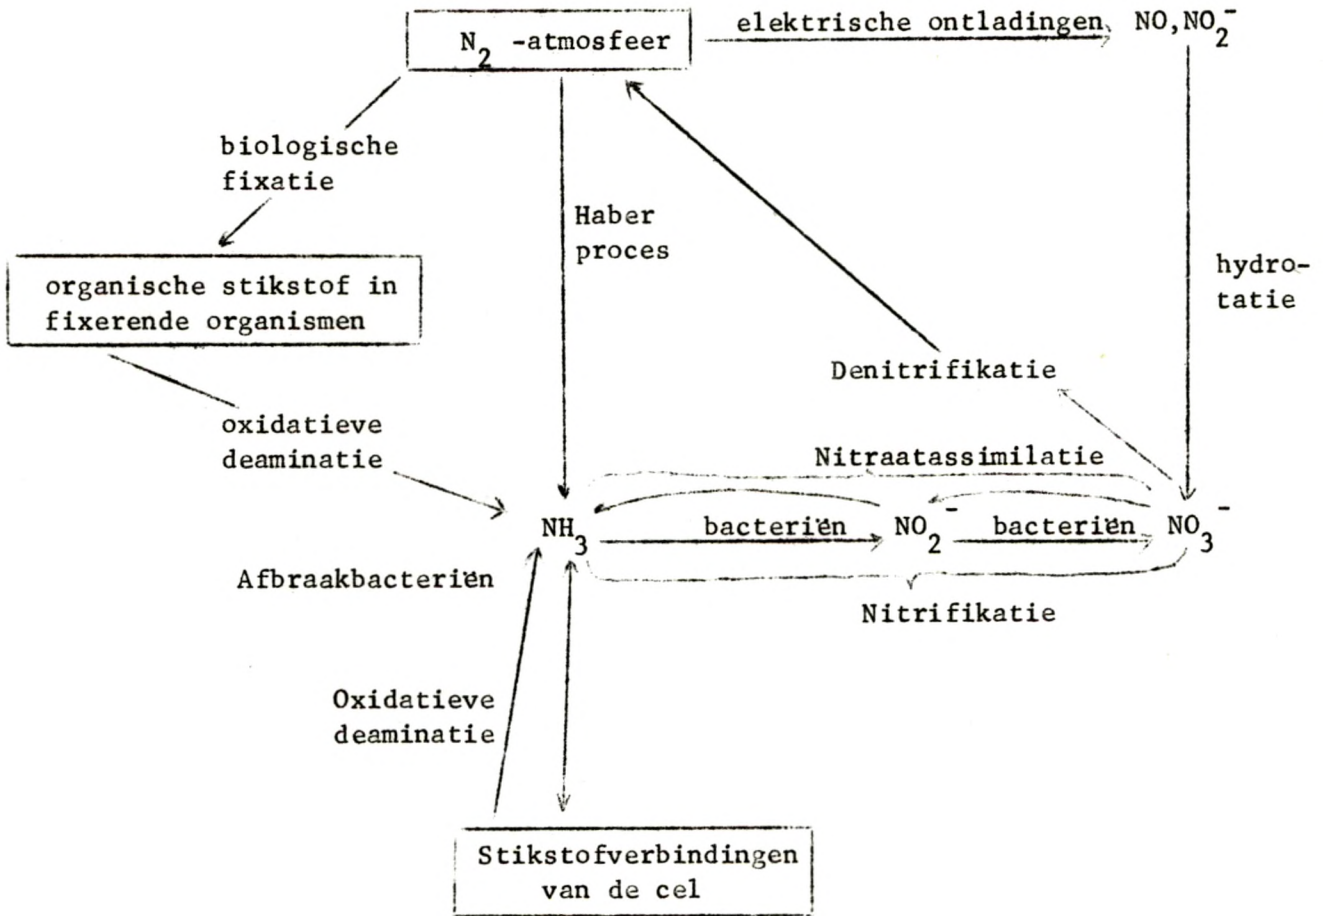 N2 -atmosfeer
elektrische ontladingen
NO,NO2-
biologische
fixatie
Haber
proces
hydro-
tatie
organische stikstof in
fixerende organismen
Denitrifikatie
oxidatieve
deaminatie
Nitraatassimilatie
NH3
bacteriën
NO2-
bacteriën
NO3-
Afbraakbacteriën
Nitrifikatie
Oxidatieve
deaminatie
Stikstofverbindingen
van de cel